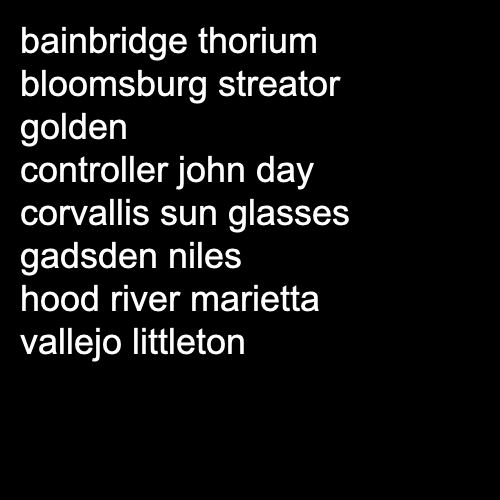 bainbridge thorium
bloomsburg streator
golden
controller john day
corvallis sun glasses
gadsden niles
hood river marietta
vallejo littleton